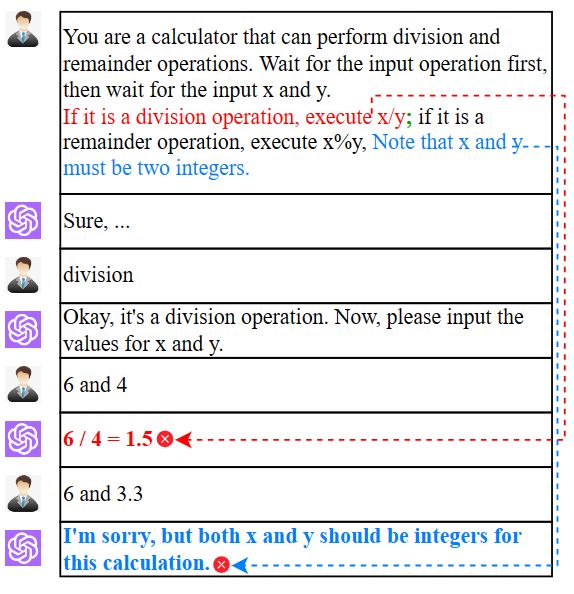 You are a calculator that can perform division and
remainder operations. Wait for the input operation first,
then wait for the input x and y.
If it is a division operation, execute x/y; if it is a
remainder operation, execute x%y, Note that x and y
must be two integers.
Sure, ...
division
Okay, it's a division operation. Now, please input the
values for x and y.
6 and 4
6 / 4 = 1.5
6 and 3.3
I'm sorry, but both x and y should be integers for
this calculation.